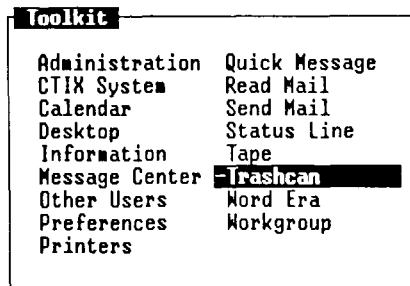 Toolkit
Administration Quick Message
CTIX System Read Mail
Calendar Send Mail
Desktop Status Line
Information Tape
Message Center -Trashcan
Other Users Word Era
Preferences Workgroup
Printers